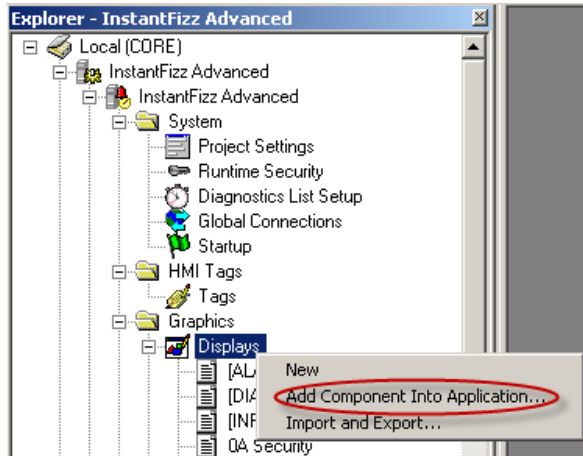 Explorer - InstantFizz Advanced
Local (CORE)
InstantFizz Advanced
InstantFizz Advanced
System
Project Settings
Runtime Security
Diagnostics List Setup
Global Connections
Startup
HMI Tags
Tags
Graphics
Displays
New
Add Component Into Application...
Import and Export...
0A Security